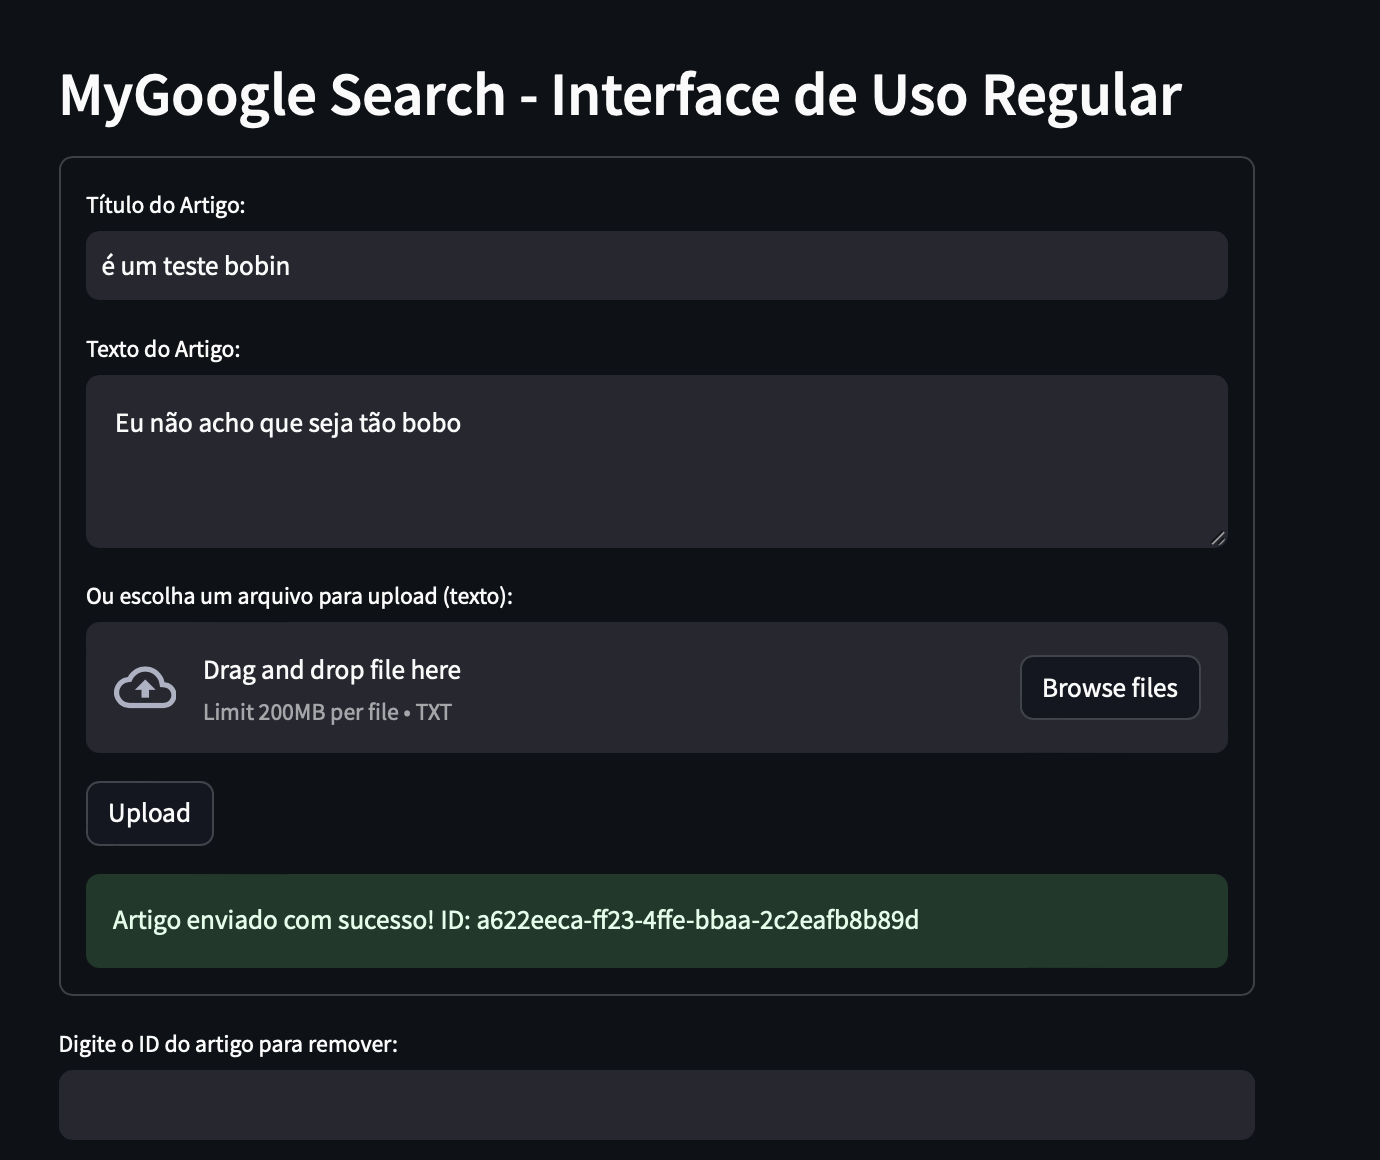 MyGoogle Search - Interface de Uso Regular
Título do Artigo:
é um teste bobin
Texto do Artigo:
Eu não acho que seja tão bobo
Ou escolha um arquivo para upload (texto):
Drag and drop file here
Limit 200MB per file • TXT
Browse files
Upload
Artigo enviado com sucesso! ID: a622eeca-ff23-4ffe-bbaa-2c2eafb8b89d
Digite o ID do artigo para remover: